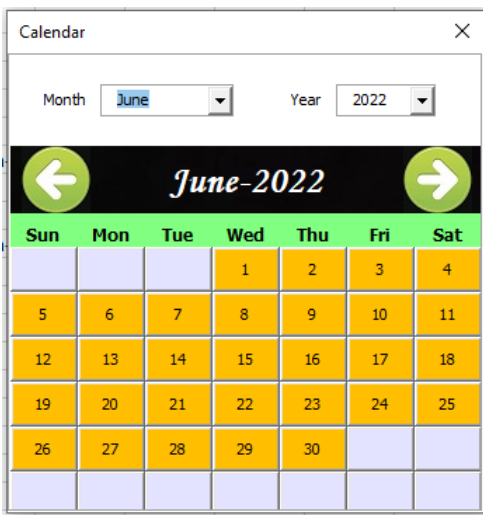 Calendar
Month June Year 2022
June-2022
Sun Mon Tue Wed Thu Fri Sat
1 2 3 4
5 6 7 8 9 10 11
12 13 14 15 16 17 18
19 20 21 22 23 24 25
26 27 28 29 30